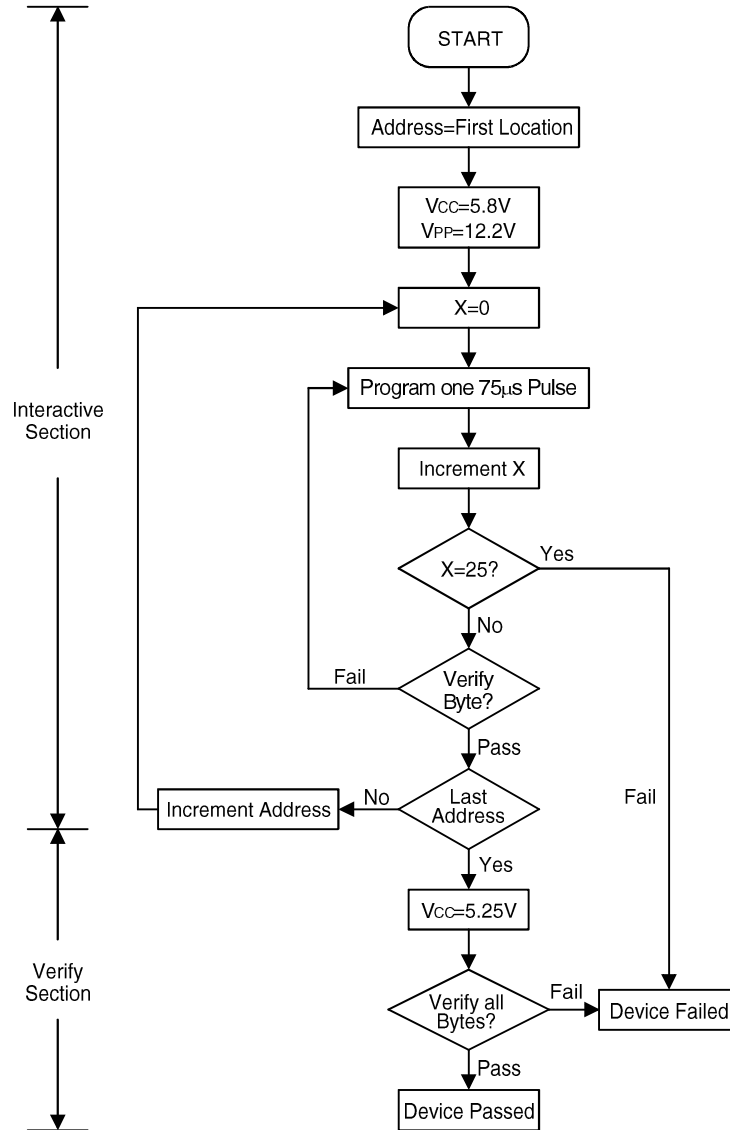 START
Address=First Location
VCC=5.8V
VPP=12.2V
X=0
Program one 75µs Pulse
Interactive
Section
Increment X
X=25?
Yes
No
Verify
Byte?
Fail
Pass
Last
Address
No
Increment Address
Fail
Yes
VCC=5.25V
Verify
Section
Verify all
Bytes?
Fail
Device Failed
Pass
Device Passed